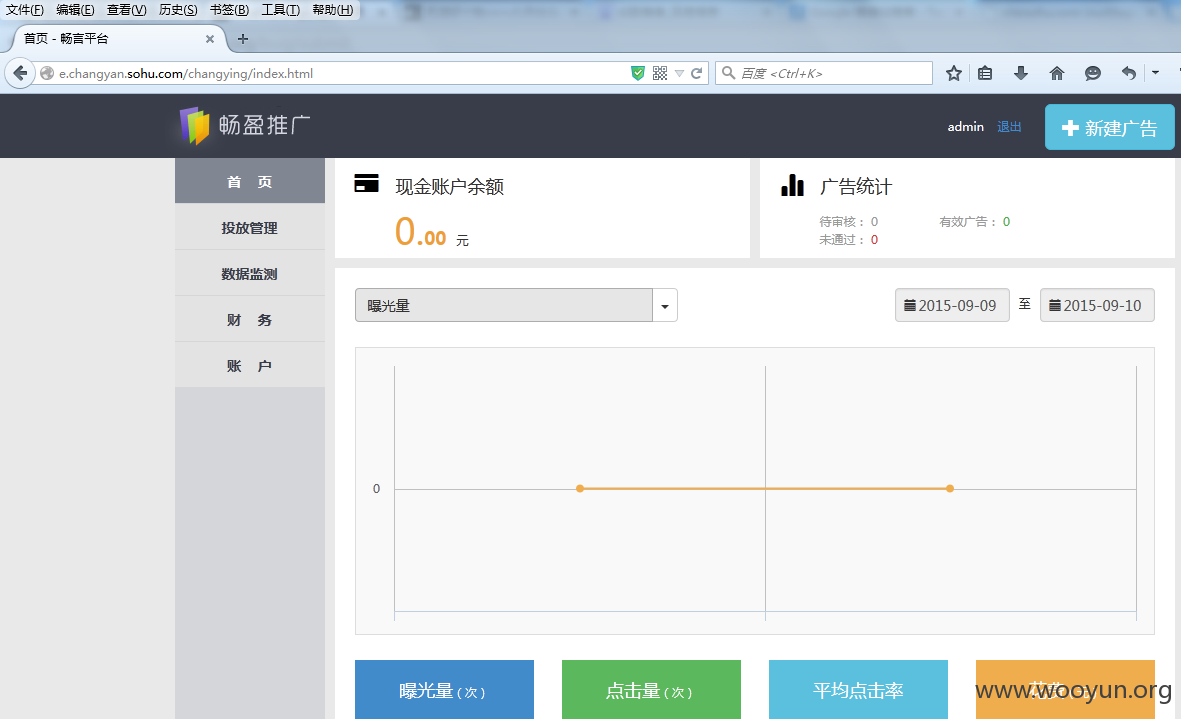 文件(F) 编辑(E) 查看(V) 历史(S) 书签(B) 工具(T) 帮助(H)
首页 - 畅言平台
e.changyan.sohu.com/changying/index.html
百度 <Ctrl+K>
畅盈推广
admin 退出 新建广告
首 页
投放管理
数据监测
财 务
账 户
现金账户余额
0.00 元
广告统计
待审核： 0 有效广告： 0
未通过： 0
曝光量
2015-09-09 至 2015-09-10
0
曝光量(次)
点击量(次)
平均点击率
www.wooyun.org